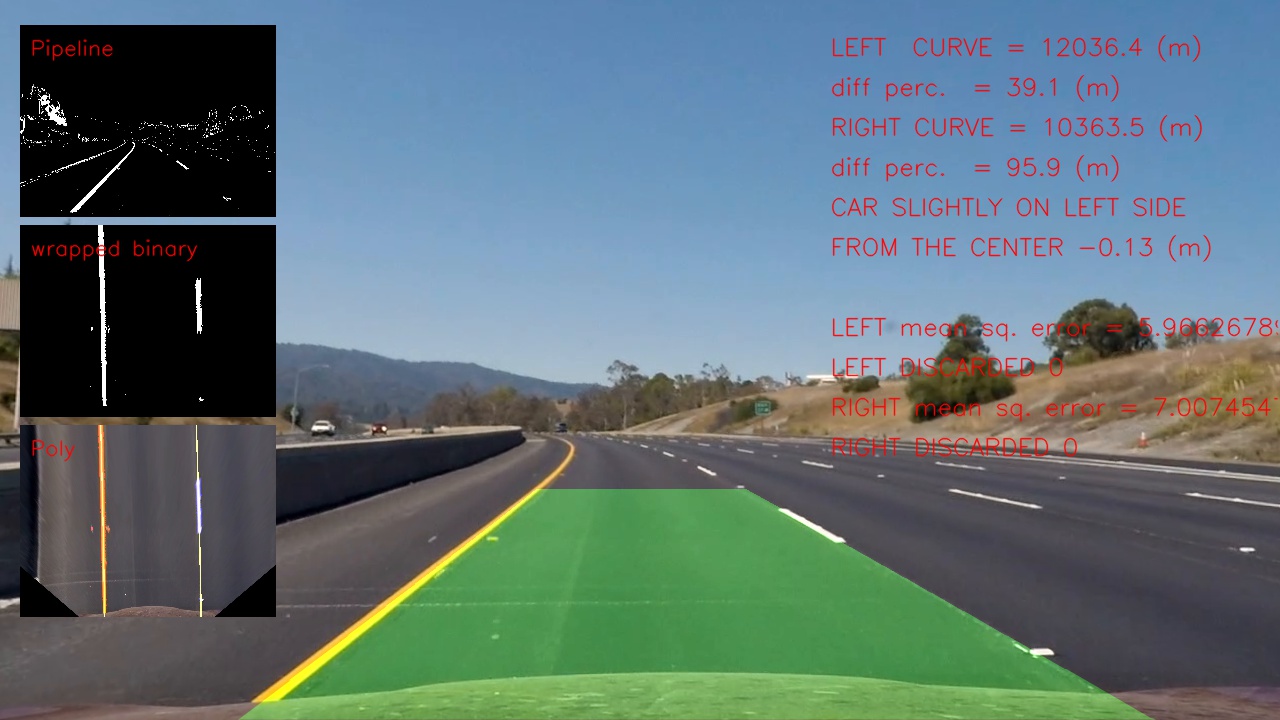 Pipeline
wrapped binary
Poly
LEFT CURVE = 12036.4 (m)
diff perc. = 39.1 (m)
RIGHT CURVE = 10363.5 (m)
diff perc. = 95.9 (m)
CAR SLIGHTLY ON LEFT SIDE
FROM THE CENTER -0.13 (m)
LEFT mean sq. error = 5.96626789
LEFT DISCARDED 0
RIGHT mean sq. error = 7.0074541
RIGHT DISCARDED 0